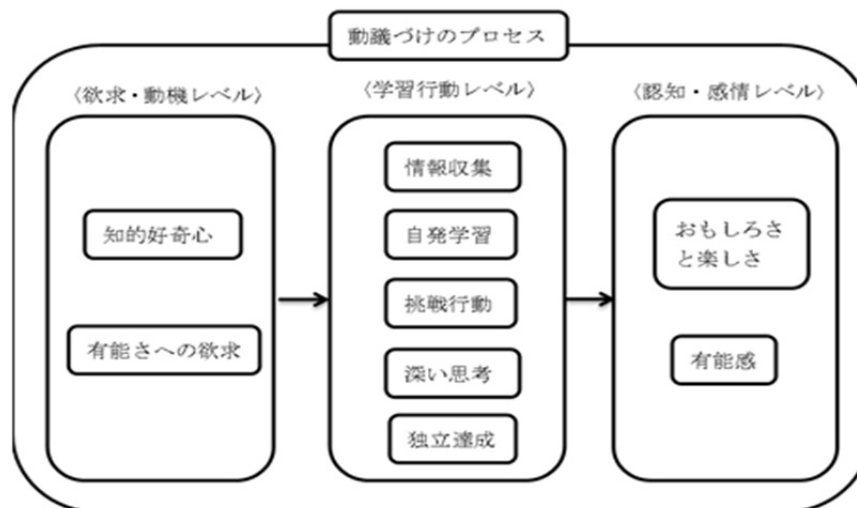 動議づけのプロセス
〈欲求・動機レベル〉
〈学習行動レベル〉
〈認知・感情レベル〉
知的好奇心
有能さへの欲求
情報収集
自発学習
挑戦行動
深い思考
独立達成
おもしろさ
と楽しさ
有能感